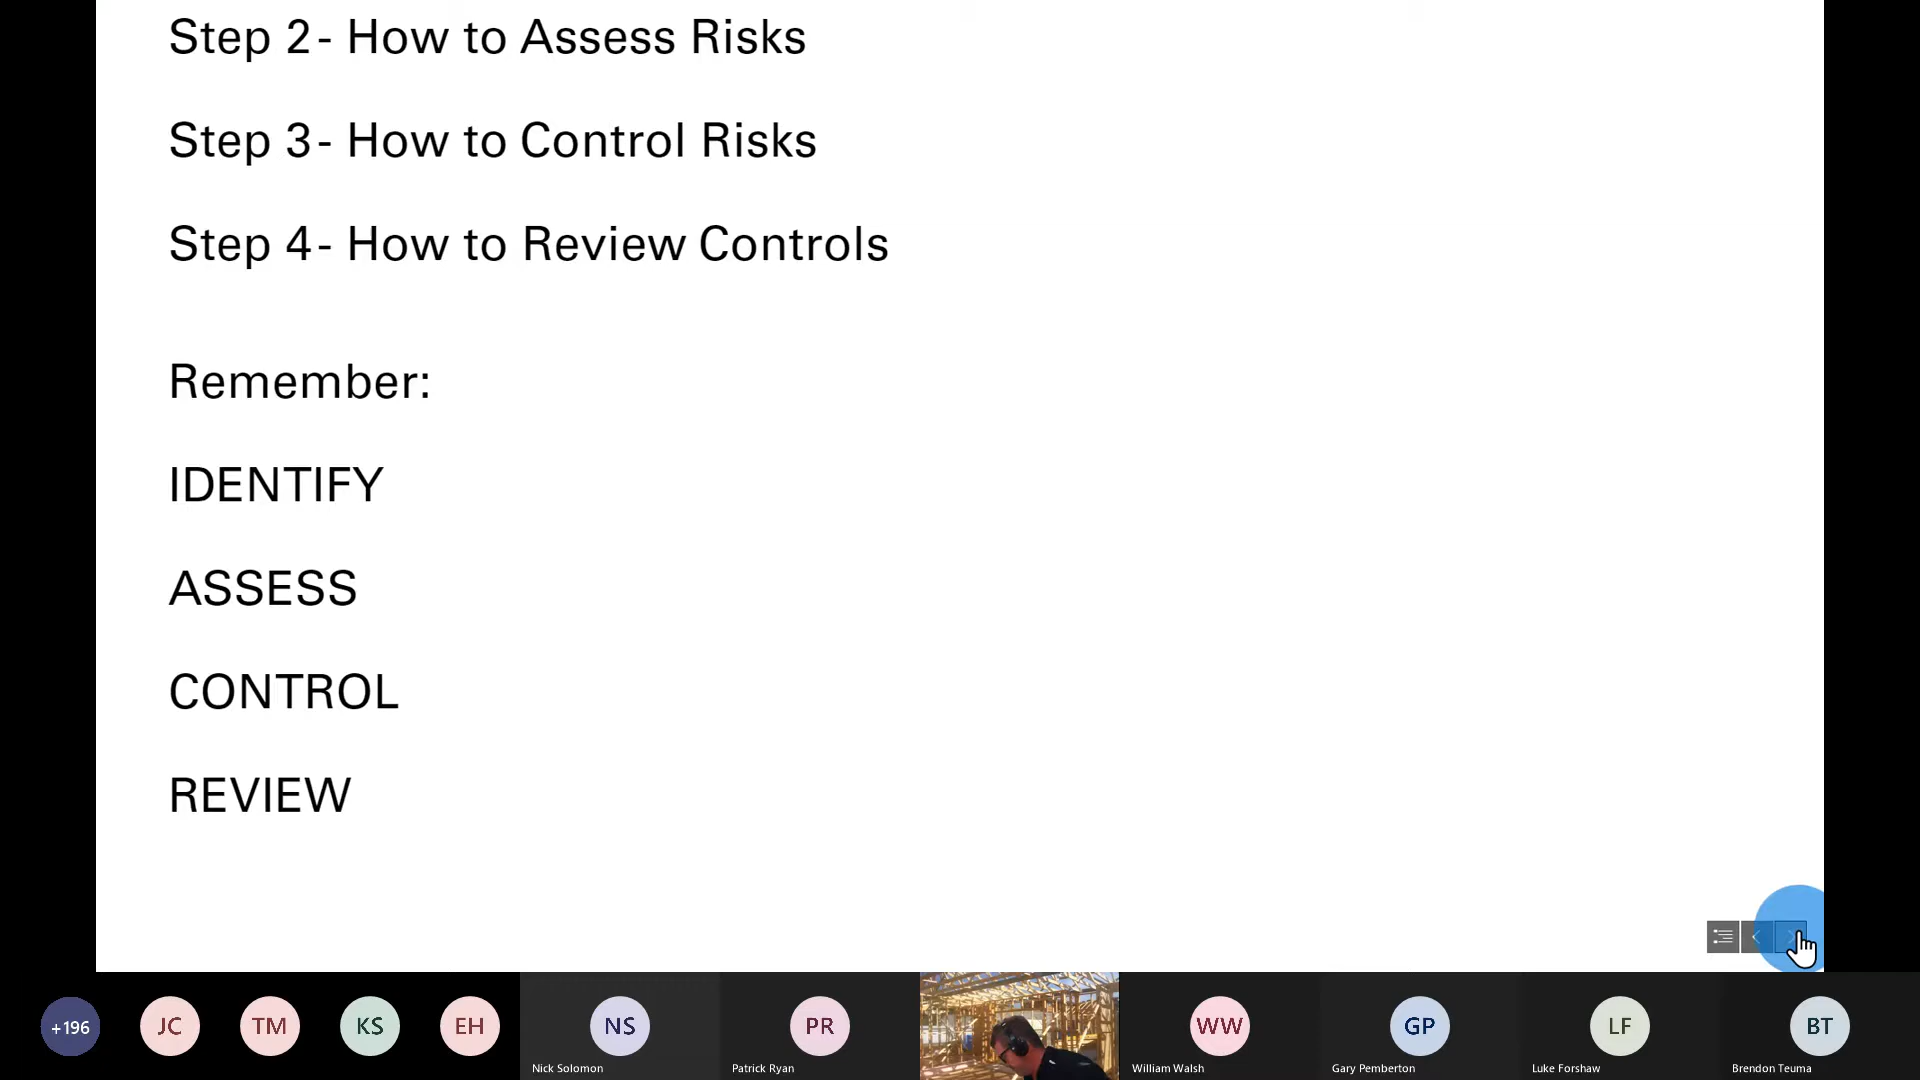 Step 2- How to Assess Risks
Step 3- How to Control Risks
Step 4- How to Review Controls
Remember:
IDENTIFY
ASSESS
CONTROL
REVIEW
+196
JC
TM
KS
EH
NS
PR
WW
GP
LF
BT
Nick Solomon
Patrick Ryan
William Walsh
Gary Pemberton
Luke Forshaw
Brendon Teuma